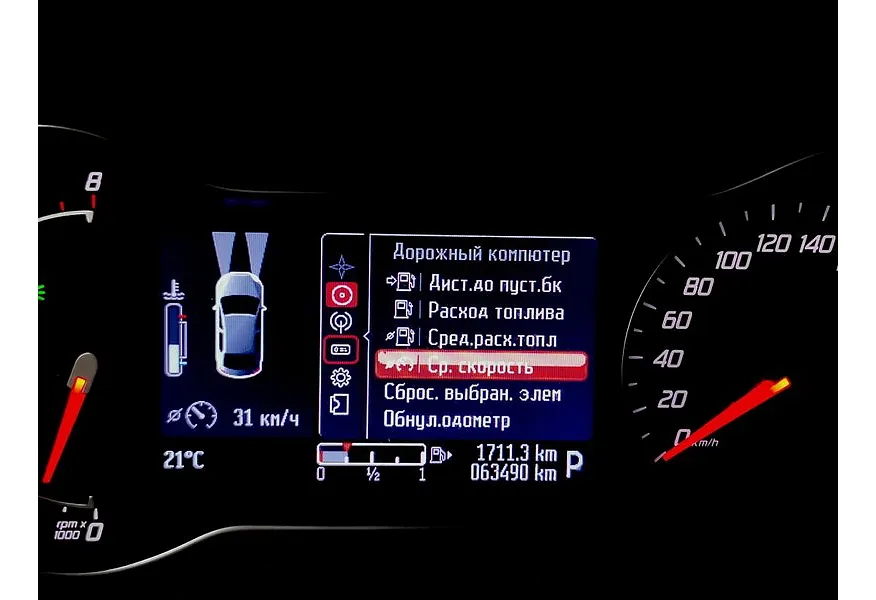 8
Дорожный компютер
Дист.до пуст.бк
Расход топлива
Сред.расх.топл
Ср. скорость
Сброс. выбран. элем
Обнул.одометр
31 км/ч
21°C
0 ½ 1
1711.3 km
063490 km
P
rpm x
1000
0
0 km/h
20
40
60
80
100
120
140